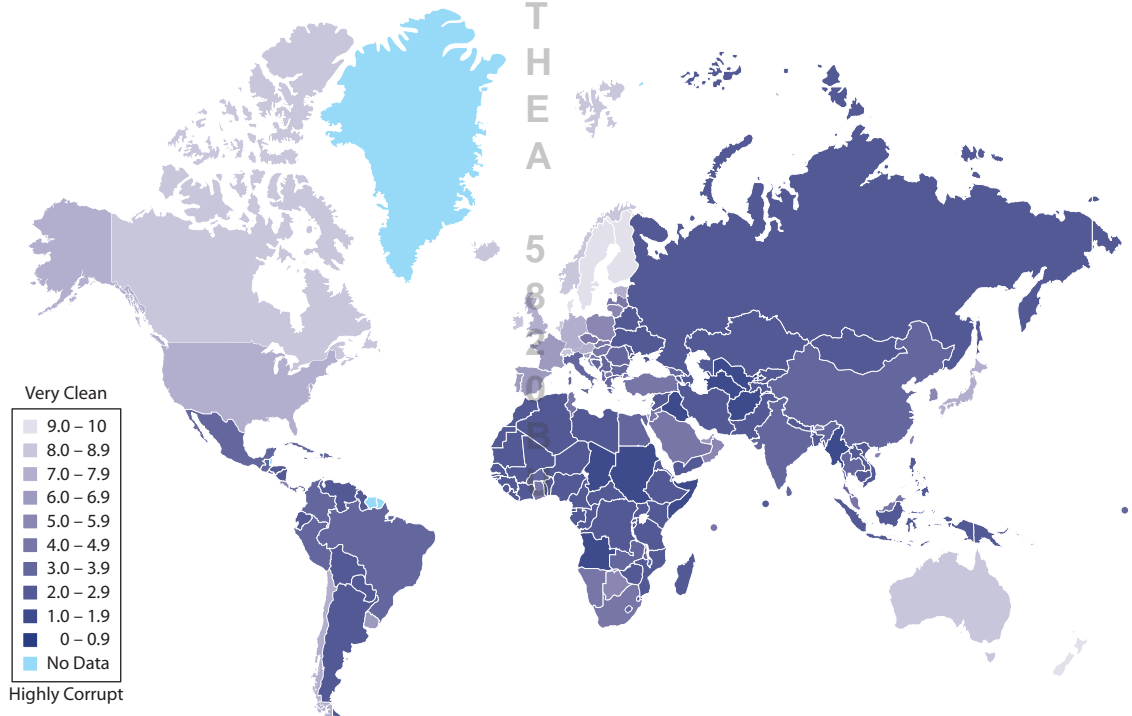 T
H
E
A
5
8
2
0
B
Very Clean
9.0 – 10
8.0 – 8.9
7.0 – 7.9
6.0 – 6.9
5.0 – 5.9
4.0 – 4.9
3.0 – 3.9
2.0 – 2.9
1.0 – 1.9
0 – 0.9
No Data
Highly Corrupt